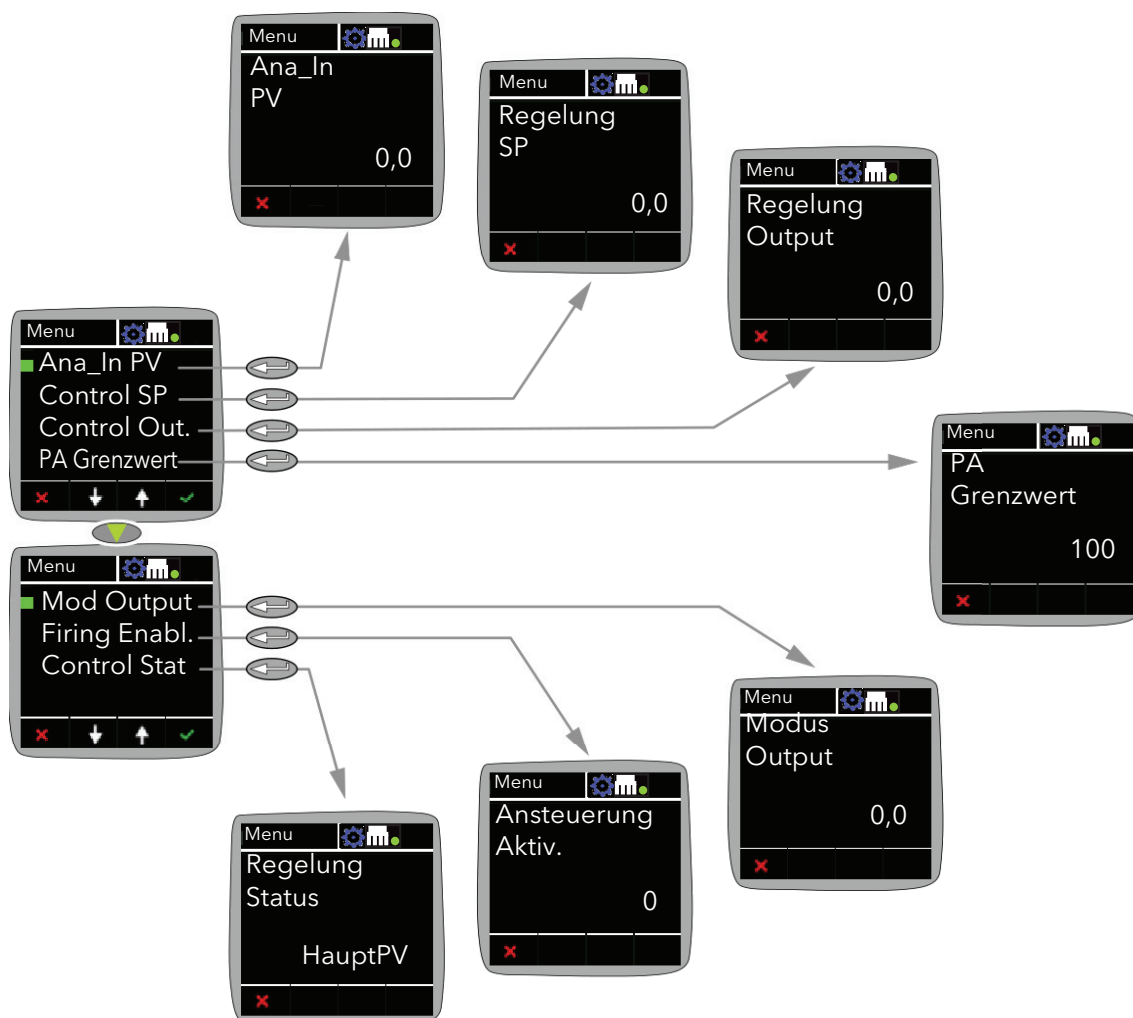 Menu
Ana_In
PV
0,0
Menu
Regelung
SP
0,0
Menu
Regelung
Output
0,0
Menu
Ana_In PV
Control SP
Control Out.
PA Grenzwert
Menu
PA
Grenzwert
100
Menu
Mod Output
Firing Enabl.
Control Stat
Menu
Modus
Output
0,0
Menu
Ansteuerung
Aktiv.
0
Menu
Regelung
Status
HauptPV